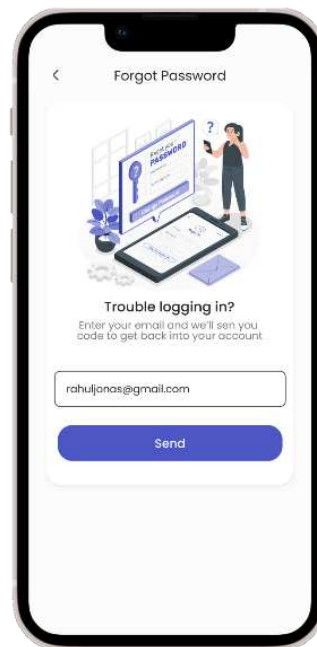 Forgot Password
?
PASSWORD
?
Trouble logging in?
Enter your email and we'll sen you
code to get back into your account
rahuljonas@gmail.com
Send